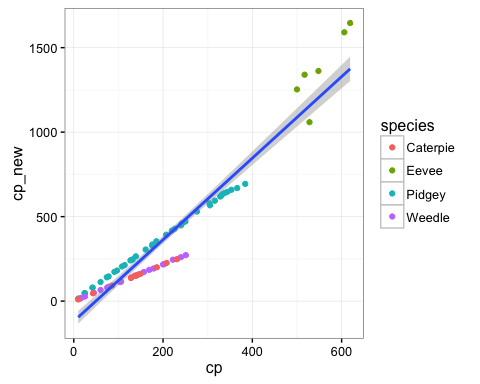 1500
1000
500
0
cp_new
0
200
400
600
cp
species
Caterpie
Eevee
Pidgey
Weedle